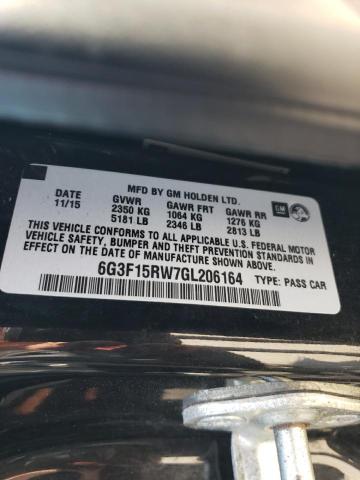 MFD BY GM HOLDEN LTD.
DATE GVWR GAWR FRT GAWR RR
11/15 2350 KG 1064 KG 1276 KG
5181 LB 2346 LB 2813 LB
GM
THIS VEHICLE CONFORMS TO ALL APPLICABLE U.S. FEDERAL MOTOR
VEHICLE SAFETY, BUMPER AND THEFT PREVENTION STANDARDS
IN EFFECT ON THE DATE OF MANUFACTURE SHOWN ABOVE.
6G3F15RW7GL206164 TYPE: PASS CAR